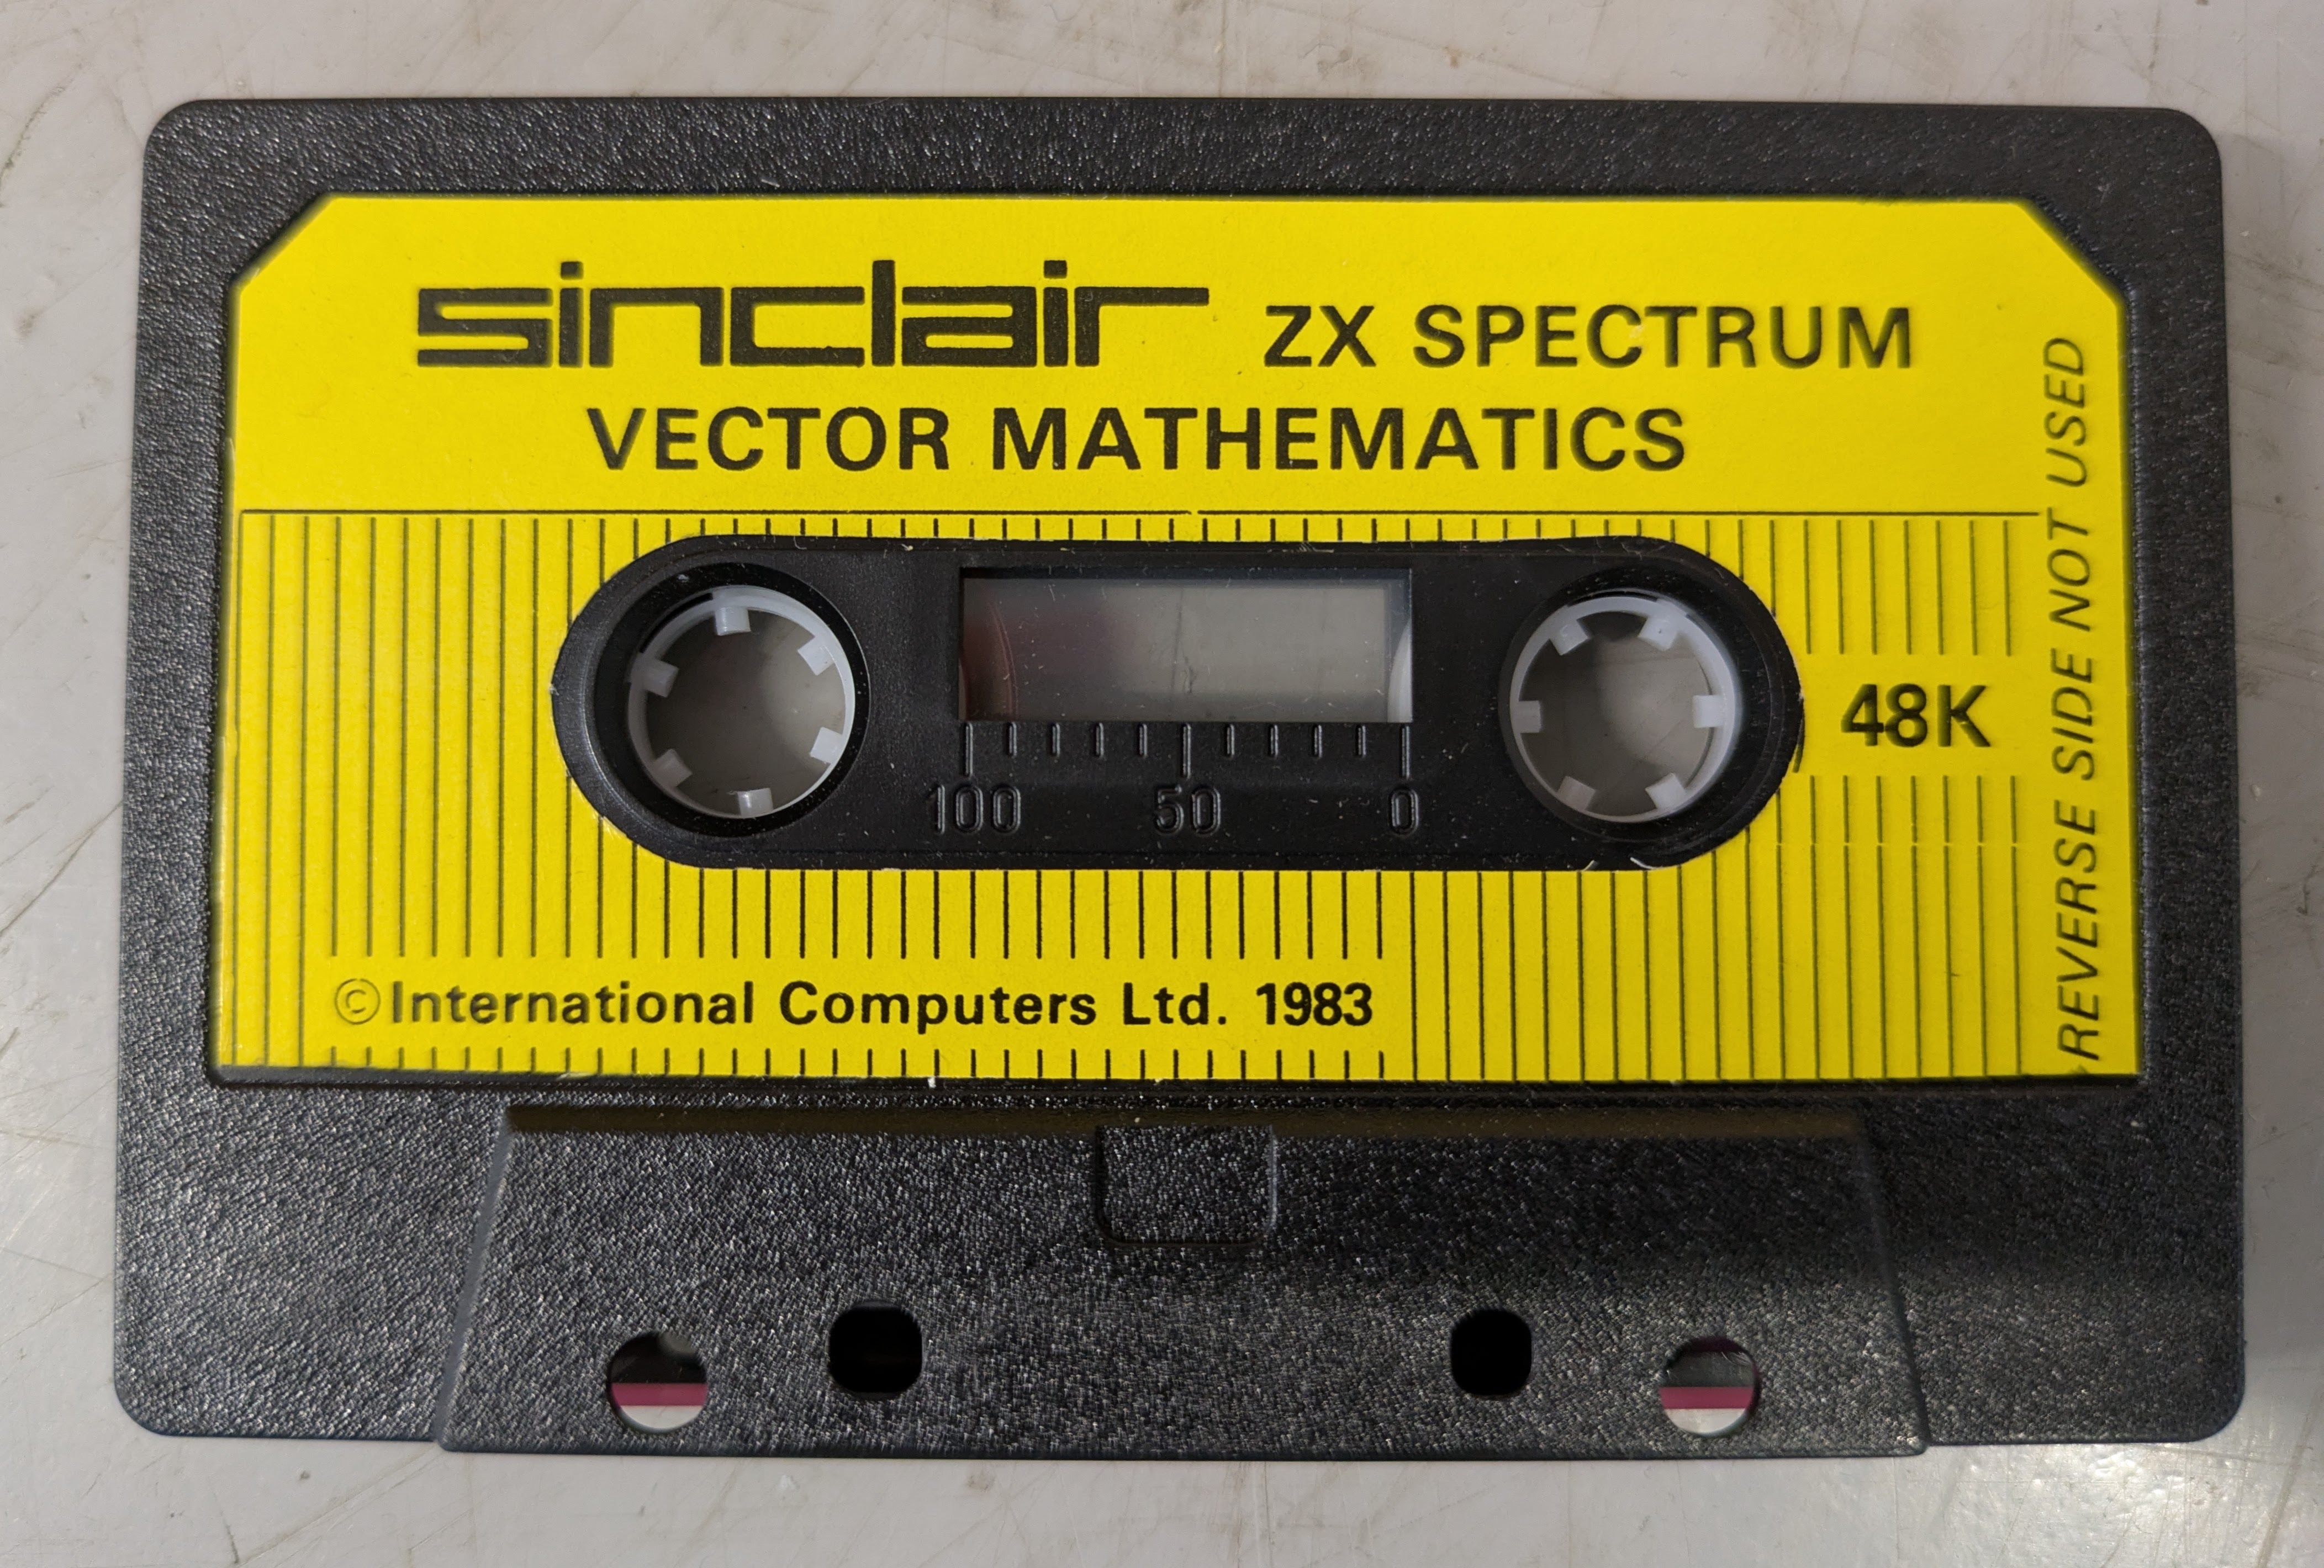 sinclair ZX SPECTRUM
VECTOR MATHEMATICS
100 50 0
48K
©International Computers Ltd. 1983
REVERSE SIDE NOT USED